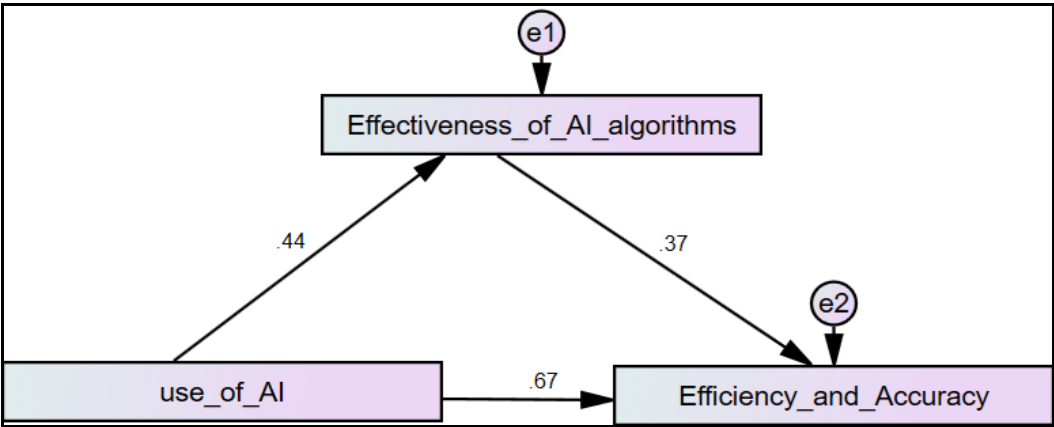 e1
Effectiveness_of_AI_algorithms
.44
.37
e2
use_of_AI
.67
Efficiency_and_Accuracy